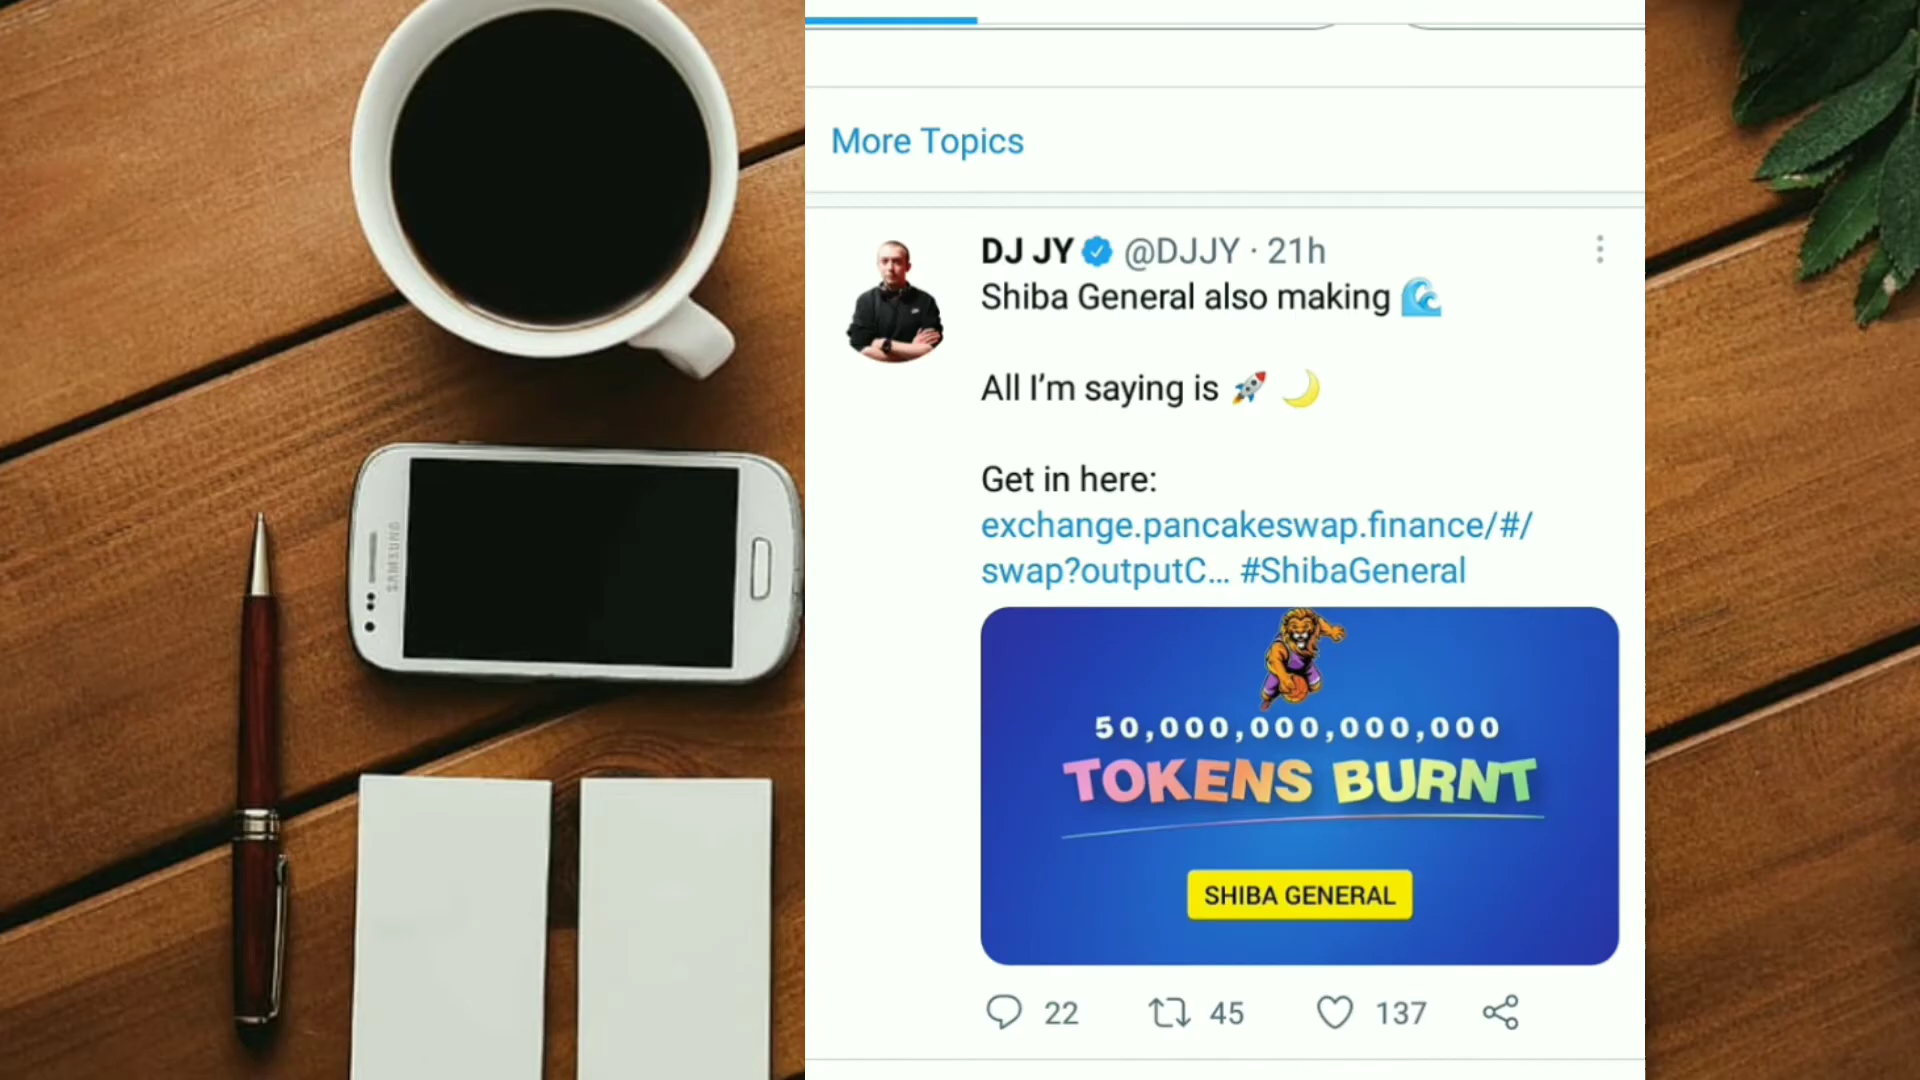 SAMSUNG
More Topics
DJ JY @DJJY · 21h
Shiba General also making 🌊
All I'm saying is 🚀 🌙
Get in here:
exchange.pancakeswap.finance/#/
swap?outputC... #ShibaGeneral
50,000,000,000,000
TOKENS BURNT
SHIBA GENERAL
22 45 137